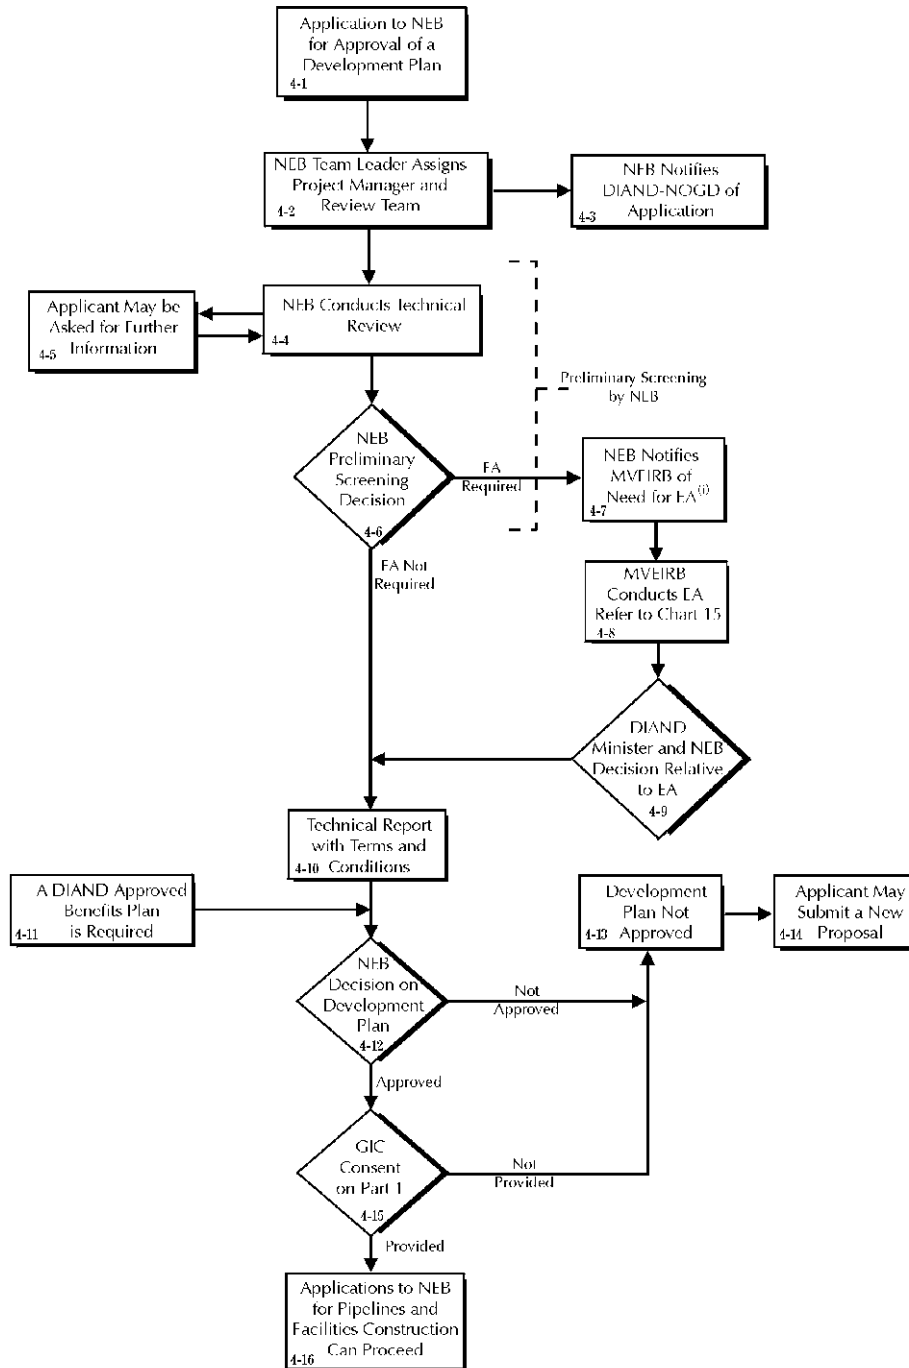 Application to NEB
for Approval of a
Development Plan
4-1
NEB Team Leader Assigns
Project Manager and
Review Team
4-2
NEB Notifies
DIAND-NOGD of
Application
4-3
NEB Conducts Technical
Review
4-4
Applicant May be
Asked for Further
Information
4-5
Preliminary Screening
by NEB
NEB
Preliminary
Screening
Decision
4-6
EA
Required
NEB Notifies
MVEIRB of
Need for EA(i)
4-7
EA Not
Required
MVEIRB
Conducts EA
Refer to Chart 15
4-8
DIAND
Minister and NEB
Decision Relative
to EA
4-9
Technical Report
with Terms and
4-10 Conditions
A DIAND Approved
Benefits Plan
4-11 is Required
Development
Plan Not
4-13 Approved
Applicant May
Submit a New
4-14 Proposal
NEB
Decision on
Development
Plan
4-12
Not
Approved
Approved
GIC
Consent
on Part 1
4-15
Not
Provided
Provided
Applications to NEB
for Pipelines and
Facilities Construction
Can Proceed
4-16